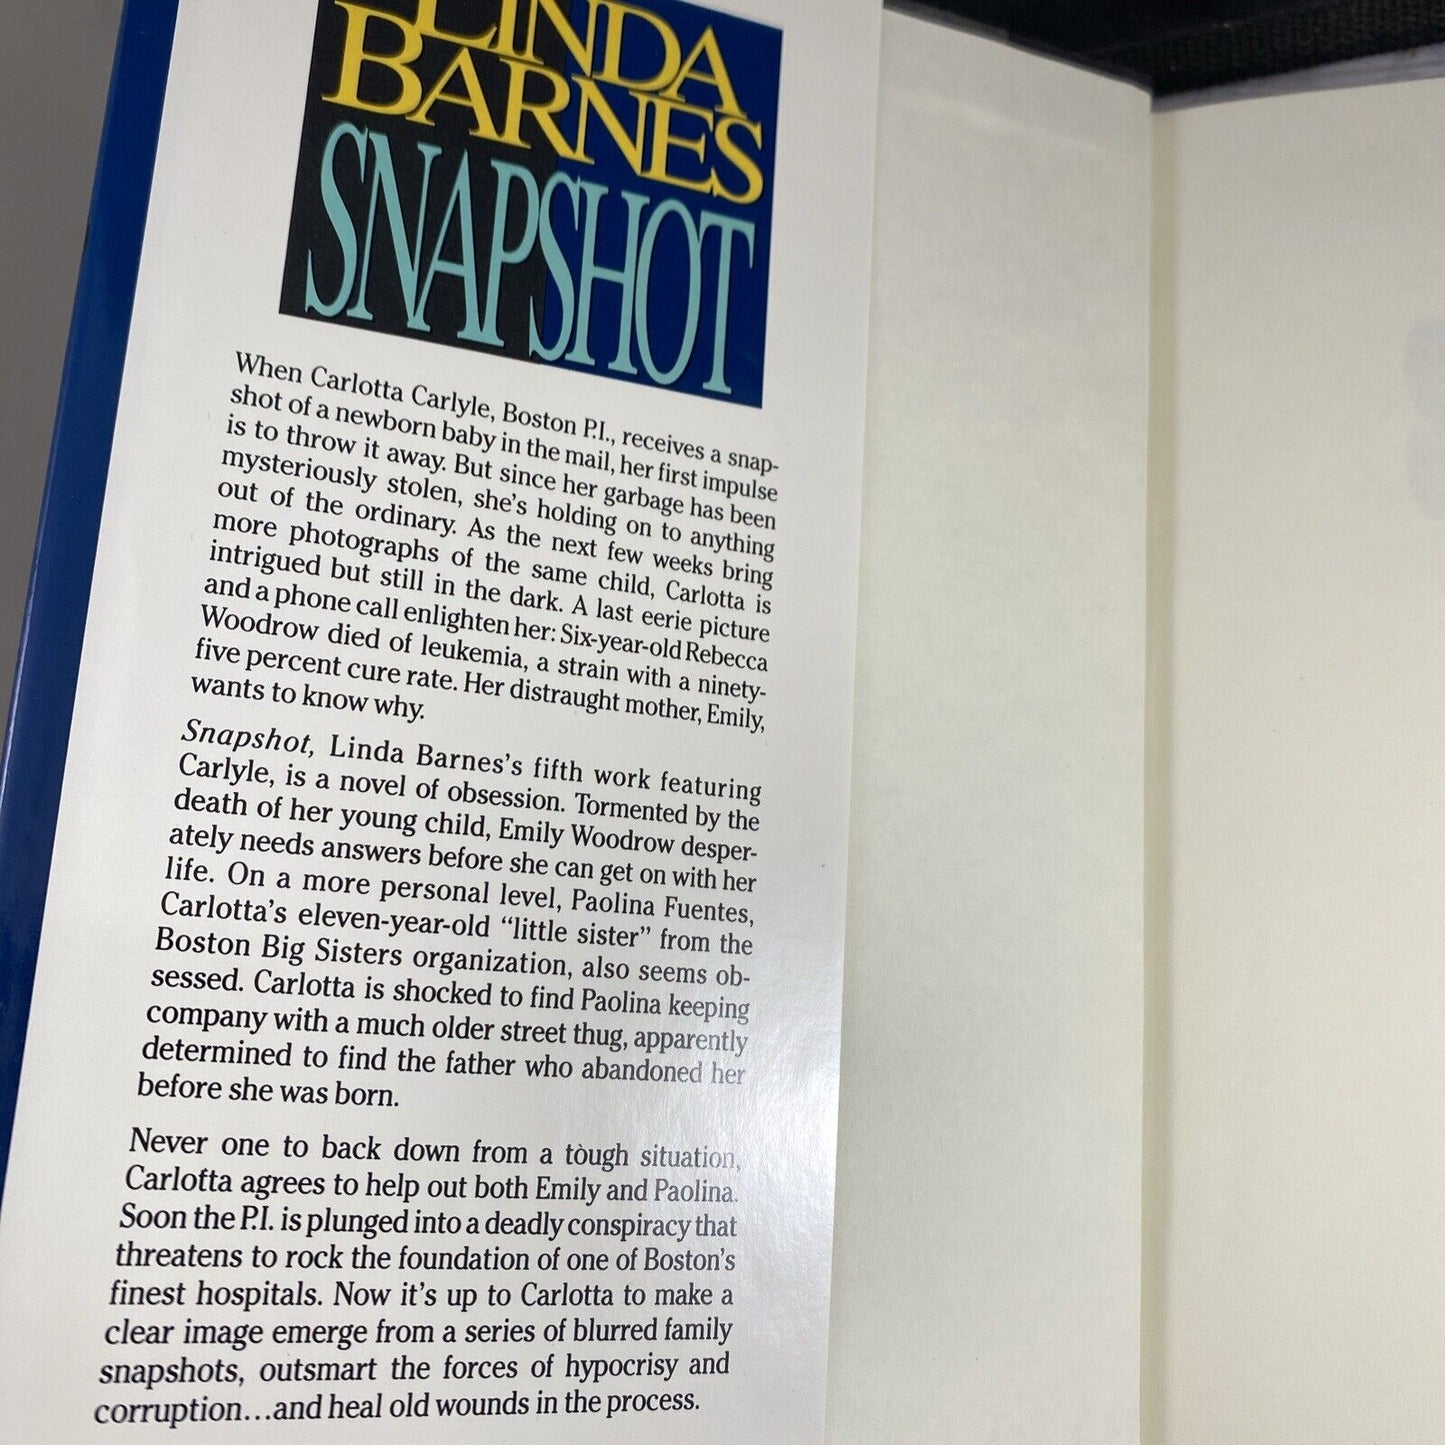 LINDA
BARNES
SNAPSHOT
When Carlotta Carlyle, Boston P.I., receives a snap-
shot of a newborn baby in the mail, her first impulse
is to throw it away. But since her garbage has been
mysteriously stolen, she's holding on to anything
out of the ordinary. As the next few weeks bring
more photographs of the same child, Carlotta is
intrigued but still in the dark. A last eerie picture
and a phone call enlighten her: Six-year-old Rebecca
Woodrow died of leukemia, a strain with a ninety-
five percent cure rate. Her distraught mother, Emily,
wants to know why.
Snapshot, Linda Barnes's fifth work featuring
Carlyle, is a novel of obsession. Tormented by the
death of her young child, Emily Woodrow desper-
ately needs answers before she can get on with her
life. On a more personal level, Paolina Fuentes,
Carlotta's eleven-year-old "little sister" from the
Boston Big Sisters organization, also seems ob-
sessed. Carlotta is shocked to find Paolina keeping
company with a much older street thug, apparently
determined to find the father who abandoned her
before she was born.
Never one to back down from a tough situation,
Carlotta agrees to help out both Emily and Paolina.
Soon the P.I. is plunged into a deadly conspiracy that
threatens to rock the foundation of one of Boston's
finest hospitals. Now it's up to Carlotta to make a
clear image emerge from a series of blurred family
snapshots, outsmart the forces of hypocrisy and
corruption...and heal old wounds in the process.